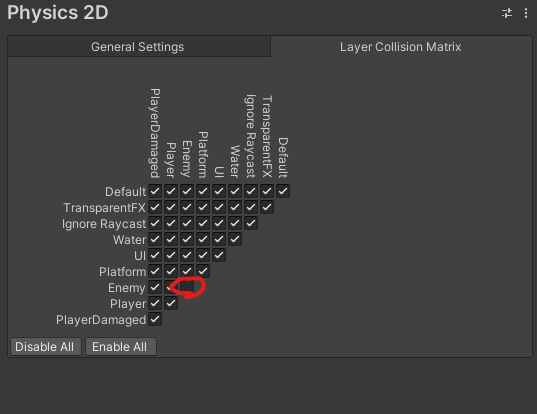 Physics 2D
General Settings
Layer Collision Matrix
PlayerDamaged
Player
Enemy
Platform
UI
Water
Ignore Raycast
TransparentFX
Default
Default
TransparentFX
Ignore Raycast
Water
UI
Platform
Enemy
Player
PlayerDamaged
Disable All
Enable All